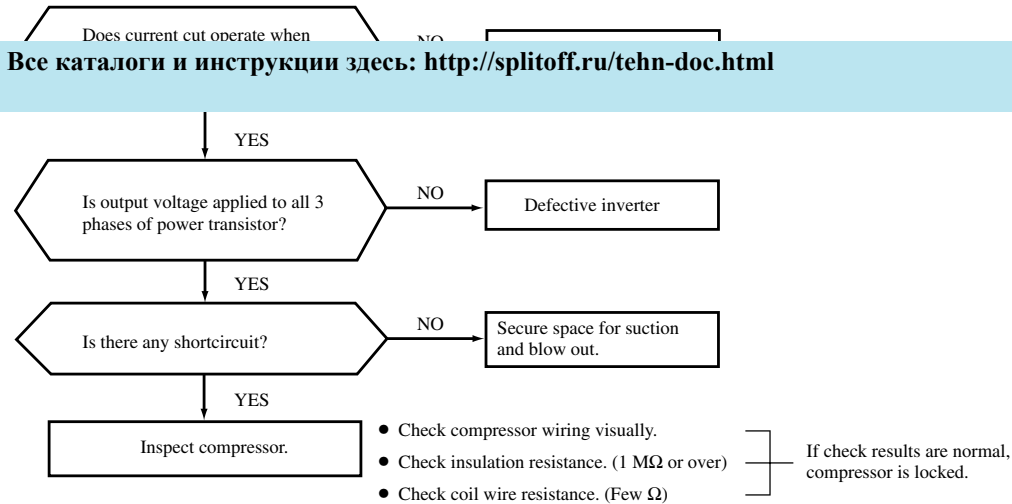 Does current cut operate when
NO
Все каталоги и инструкции здесь: http://splitoff.ru/tehn-doc.html
YES
Is output voltage applied to all 3
phases of power transistor?
NO
Defective inverter
YES
Is there any shortcircuit?
NO
Secure space for suction
and blow out.
YES
Inspect compressor.
● Check compressor wiring visually.
● Check insulation resistance. (1 MΩ or over)
● Check coil wire resistance. (Few Ω)
If check results are normal,
compressor is locked.